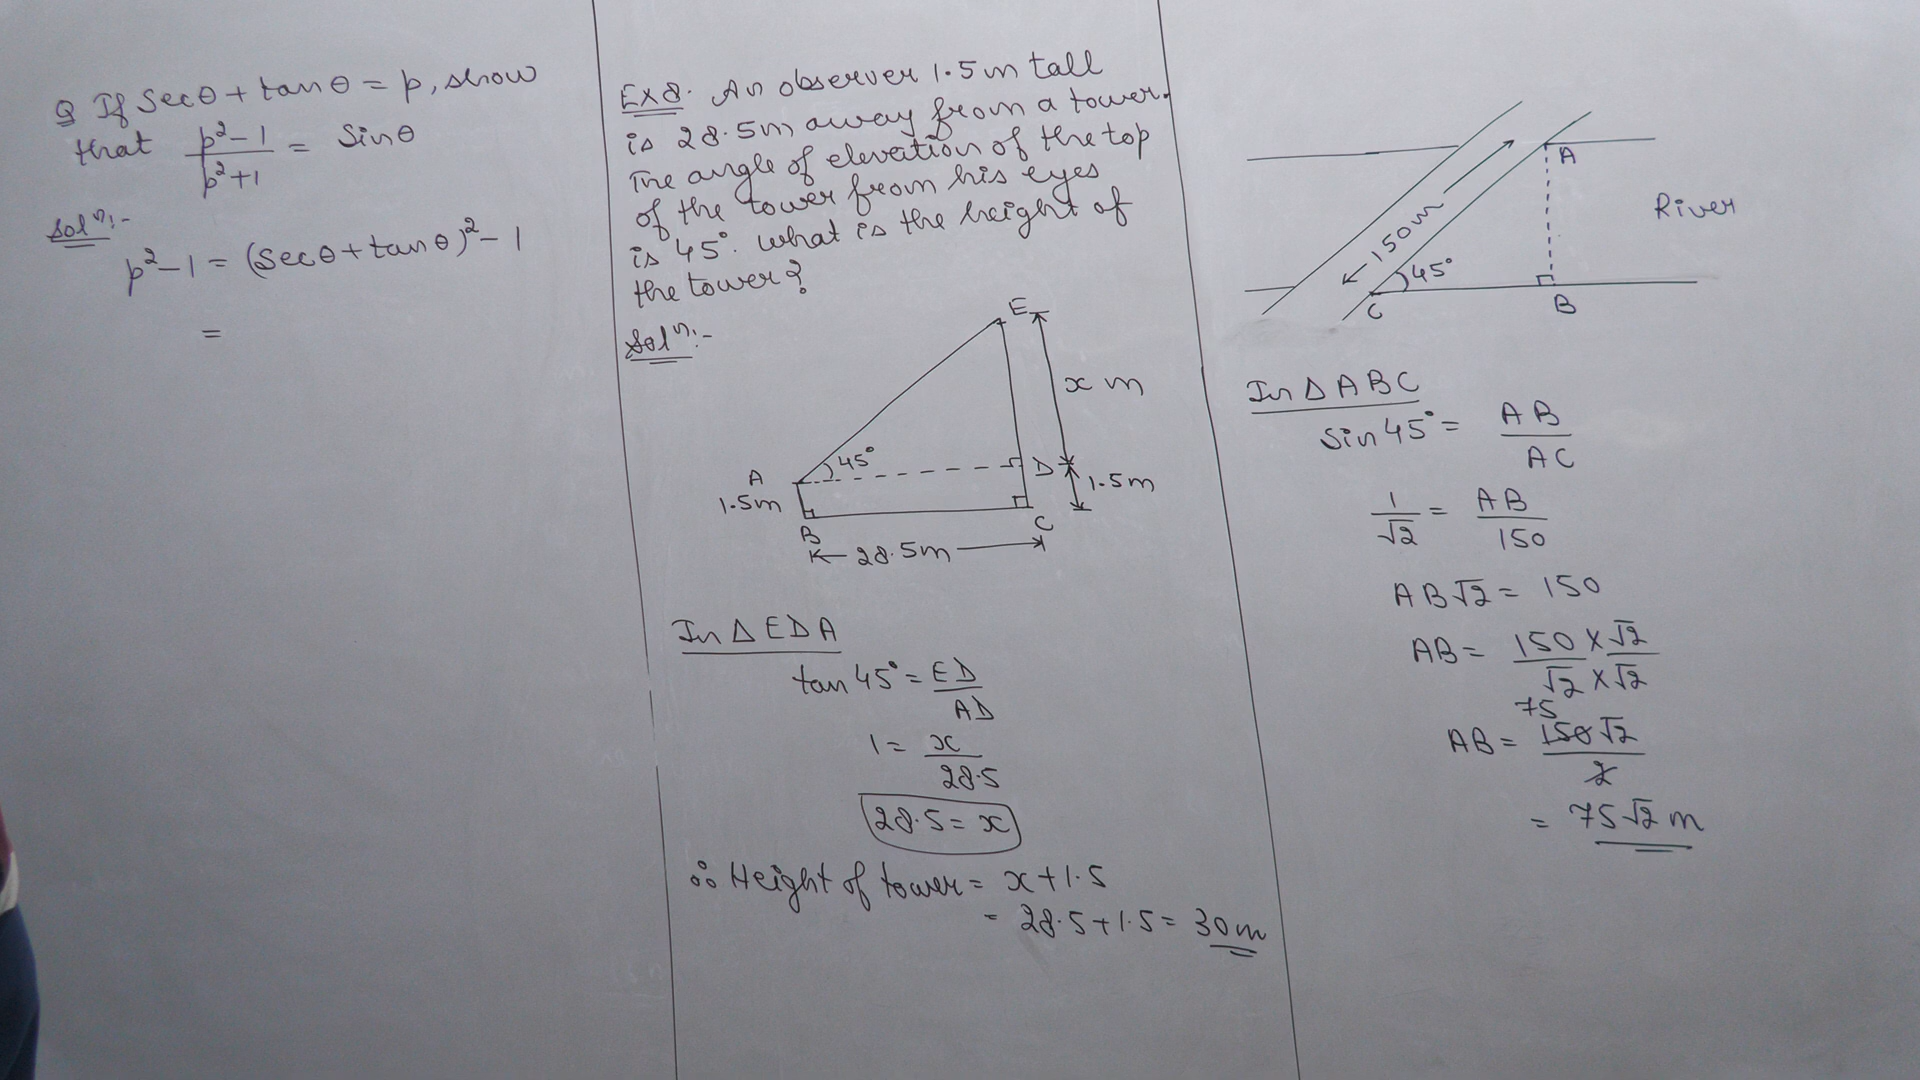 Q If Secθ + tanθ = p, show
that p²-1/p²+1 = Sinθ
Solⁿ:-
p²-1 = (Secθ + tanθ)² - 1
=
EX8. An observer 1.5m tall
is 28.5m away from a tower.
The angle of elevation of the top
of the tower from his eyes
is 45°. what is the height of
the tower?
Solⁿ:-
E
x m
45°
A
D
1.5m
1.5m
B
C
28.5m
In Δ EDA
tan 45° = ED/AD
1 = x/28.5
28.5 = x
∴ Height of tower = x+1.5
= 28.5+1.5 = 30m
A
River
150m
45°
C
B
In Δ ABC
Sin 45° = AB/AC
1/√2 = AB/150
AB√2 = 150
AB = 150 × √2/√2 × √2
75
AB = 150√2/2
= 75√2 m